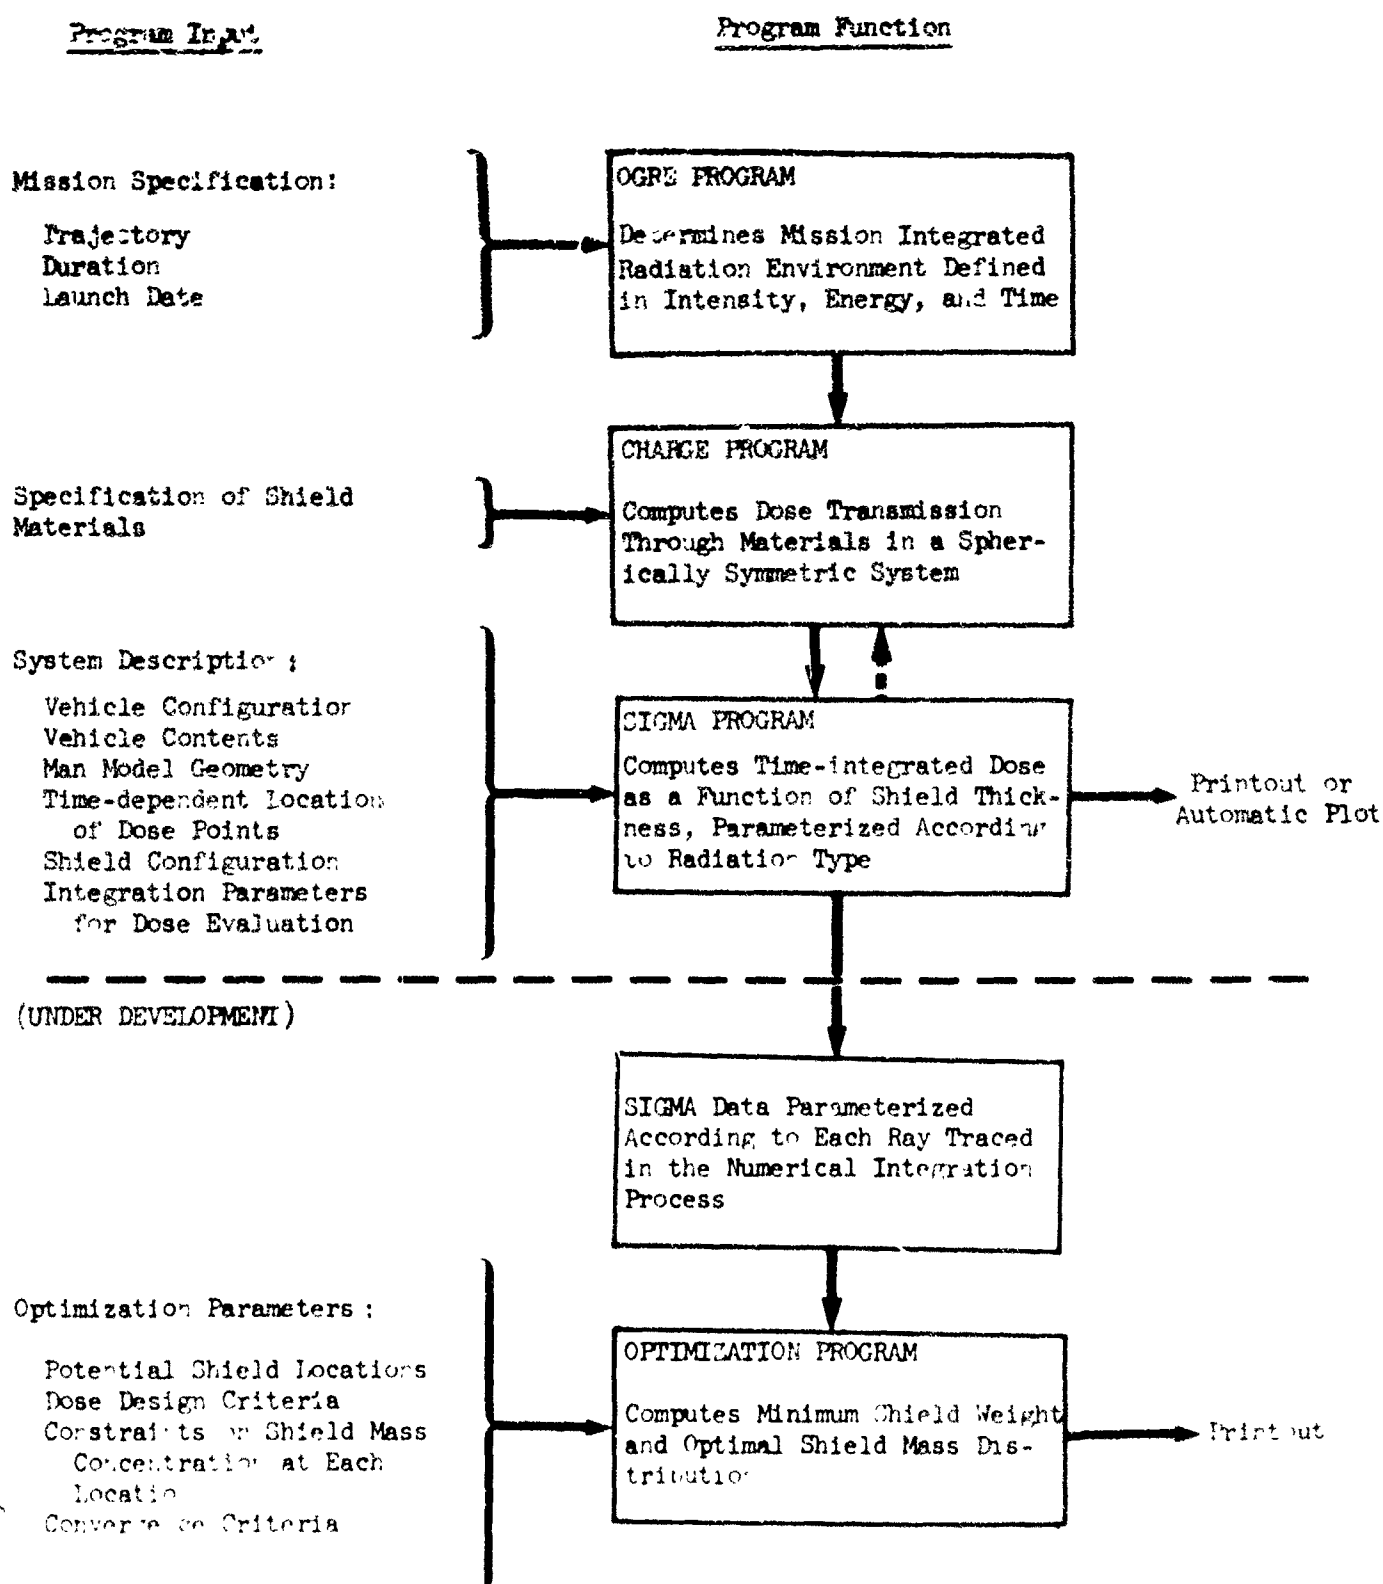 Program Input
Program Function
Mission Specification:
Trajectory
Duration
Launch Date
OGRE PROGRAM
Determines Mission Integrated
Radiation Environment Defined
in Intensity, Energy, and Time
Specification of Shield
Materials
CHARGE PROGRAM
Computes Dose Transmission
Through Materials in a Spher-
ically Symmetric System
System Description:
Vehicle Configuration
Vehicle Contents
Man Model Geometry
Time-dependent Location
of Dose Points
Shield Configuration
Integration Parameters
for Dose Evaluation
SIGMA PROGRAM
Computes Time-integrated Dose
as a Function of Shield Thick-
ness, Parameterized According
to Radiation Type
Printout or
Automatic Plot
(UNDER DEVELOPMENT)
SIGMA Data Parameterized
According to Each Ray Traced
in the Numerical Integration
Process
Optimization Parameters:
Potential Shield Locations
Dose Design Criteria
Constraints on Shield Mass
Concentration at Each
Location
Convergence Criteria
OPTIMIZATION PROGRAM
Computes Minimum Shield Weight
and Optimal Shield Mass Dis-
tribution
Printout